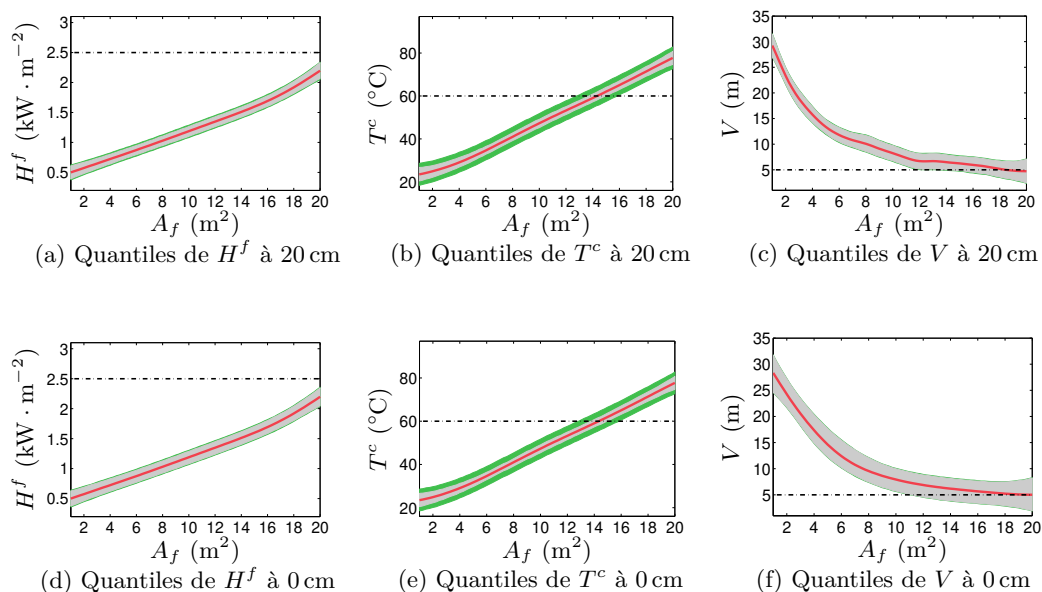 3
2.5
2
1.5
1
0.5
2 4 6 8 10 12 14 16 18 20
H^f (kW · m^−2)
A_f (m^2)
(a) Quantiles de H^f à 20 cm
80
60
40
20
2 4 6 8 10 12 14 16 18 20
T^c (°C)
A_f (m^2)
(b) Quantiles de T^c à 20 cm
35
30
25
20
15
10
5
2 4 6 8 10 12 14 16 18 20
V (m)
A_f (m^2)
(c) Quantiles de V à 20 cm
3
2.5
2
1.5
1
0.5
2 4 6 8 10 12 14 16 18 20
H^f (kW · m^−2)
A_f (m^2)
(d) Quantiles de H^f à 0 cm
80
60
40
20
2 4 6 8 10 12 14 16 18 20
T^c (°C)
A_f (m^2)
(e) Quantiles de T^c à 0 cm
35
30
25
20
15
10
5
2 4 6 8 10 12 14 16 18 20
V (m)
A_f (m^2)
(f) Quantiles de V à 0 cm